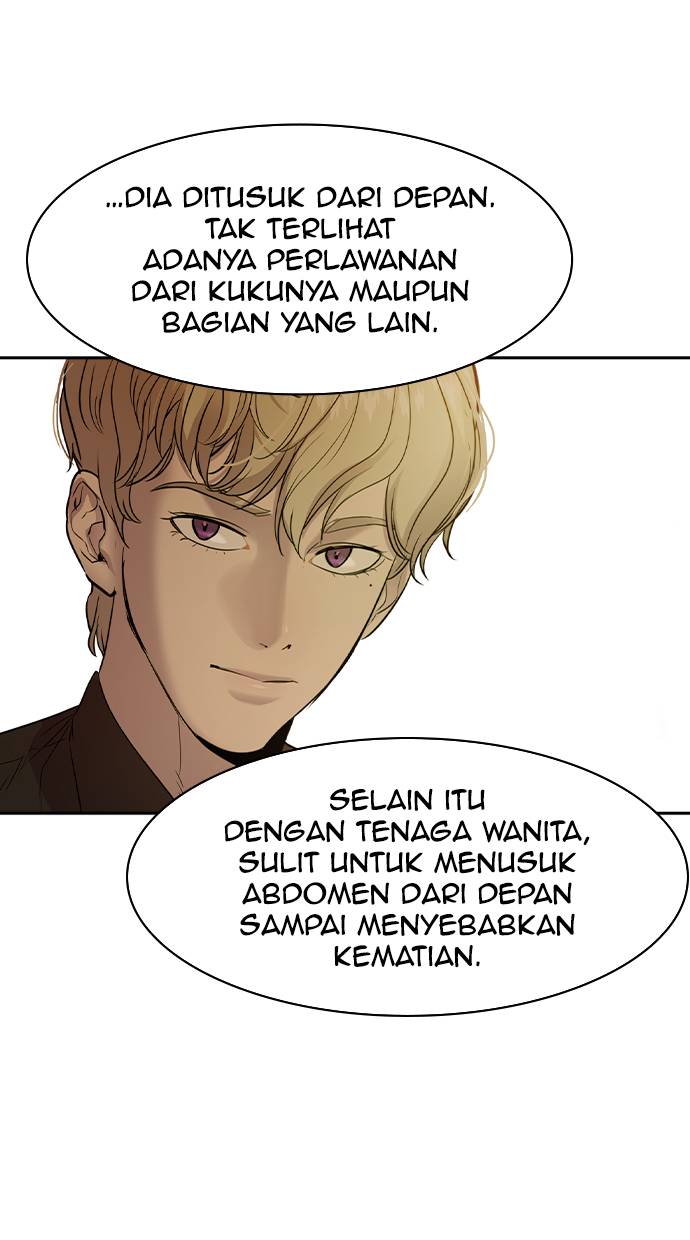 ...DIA DITUSUK DARI DEPAN.
TAK TERLIHAT
ADANYA PERLAWANAN
DARI KUKUNYA MAUPUN
BAGIAN YANG LAIN.
SELAIN ITU
DENGAN TENAGA WANITA,
SULIT UNTUK MENUSUK
ABDOMEN DARI DEPAN
SAMPAI MENYEBABKAN
KEMATIAN.